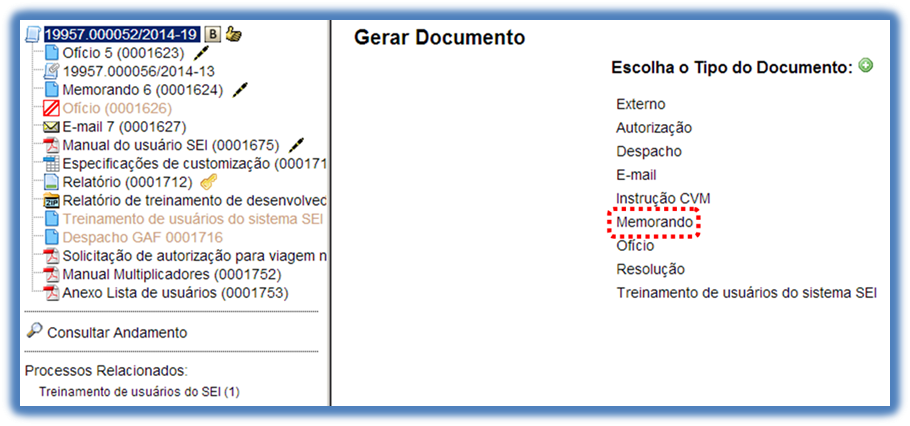 19957.000052/2014-19 B
Ofício 5 (0001623)
19957.000056/2014-13
Memorando 6 (0001624)
Ofício (0001626)
E-mail 7 (0001627)
Manual do usuário SEI (0001675)
Especificações de customização (000171
Relatório (0001712)
ZIP Relatório de treinamento de desenvolved
Treinamento de usuários do sistema SEI
Despacho GAF 0001716
Solicitação de autorização para viagem n
Manual Multiplicadores (0001752)
Anexo Lista de usuários (0001753)
Consultar Andamento
Processos Relacionados:
Treinamento de usuários do SEI (1)
Gerar Documento
Escolha o Tipo do Documento:
Externo
Autorização
Despacho
E-mail
Instrução CVM
Memorando
Ofício
Resolução
Treinamento de usuários do sistema SEI